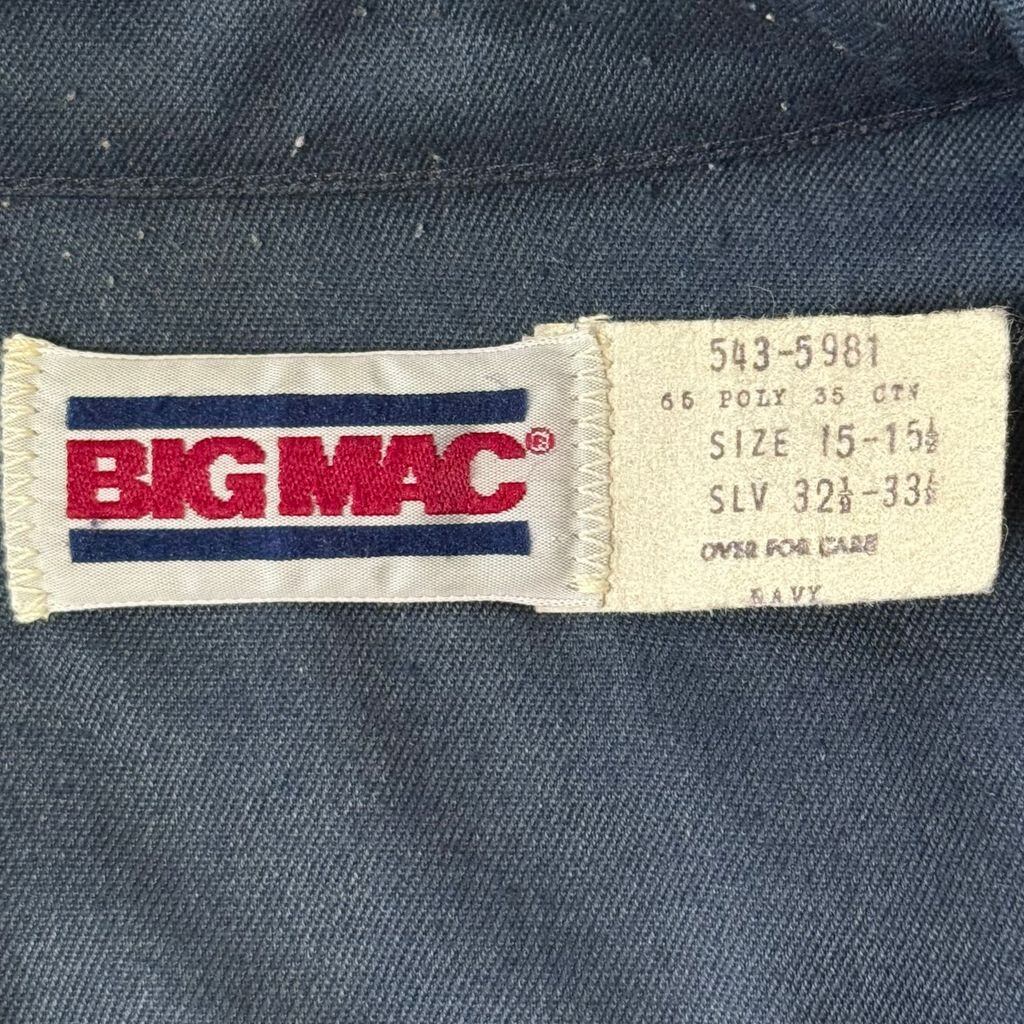 BIG MAC®
543-5981
65 POLY 35 CTN
SIZE 15-15½
SLV 32½-33½
OVER FOR CARE
NAVY